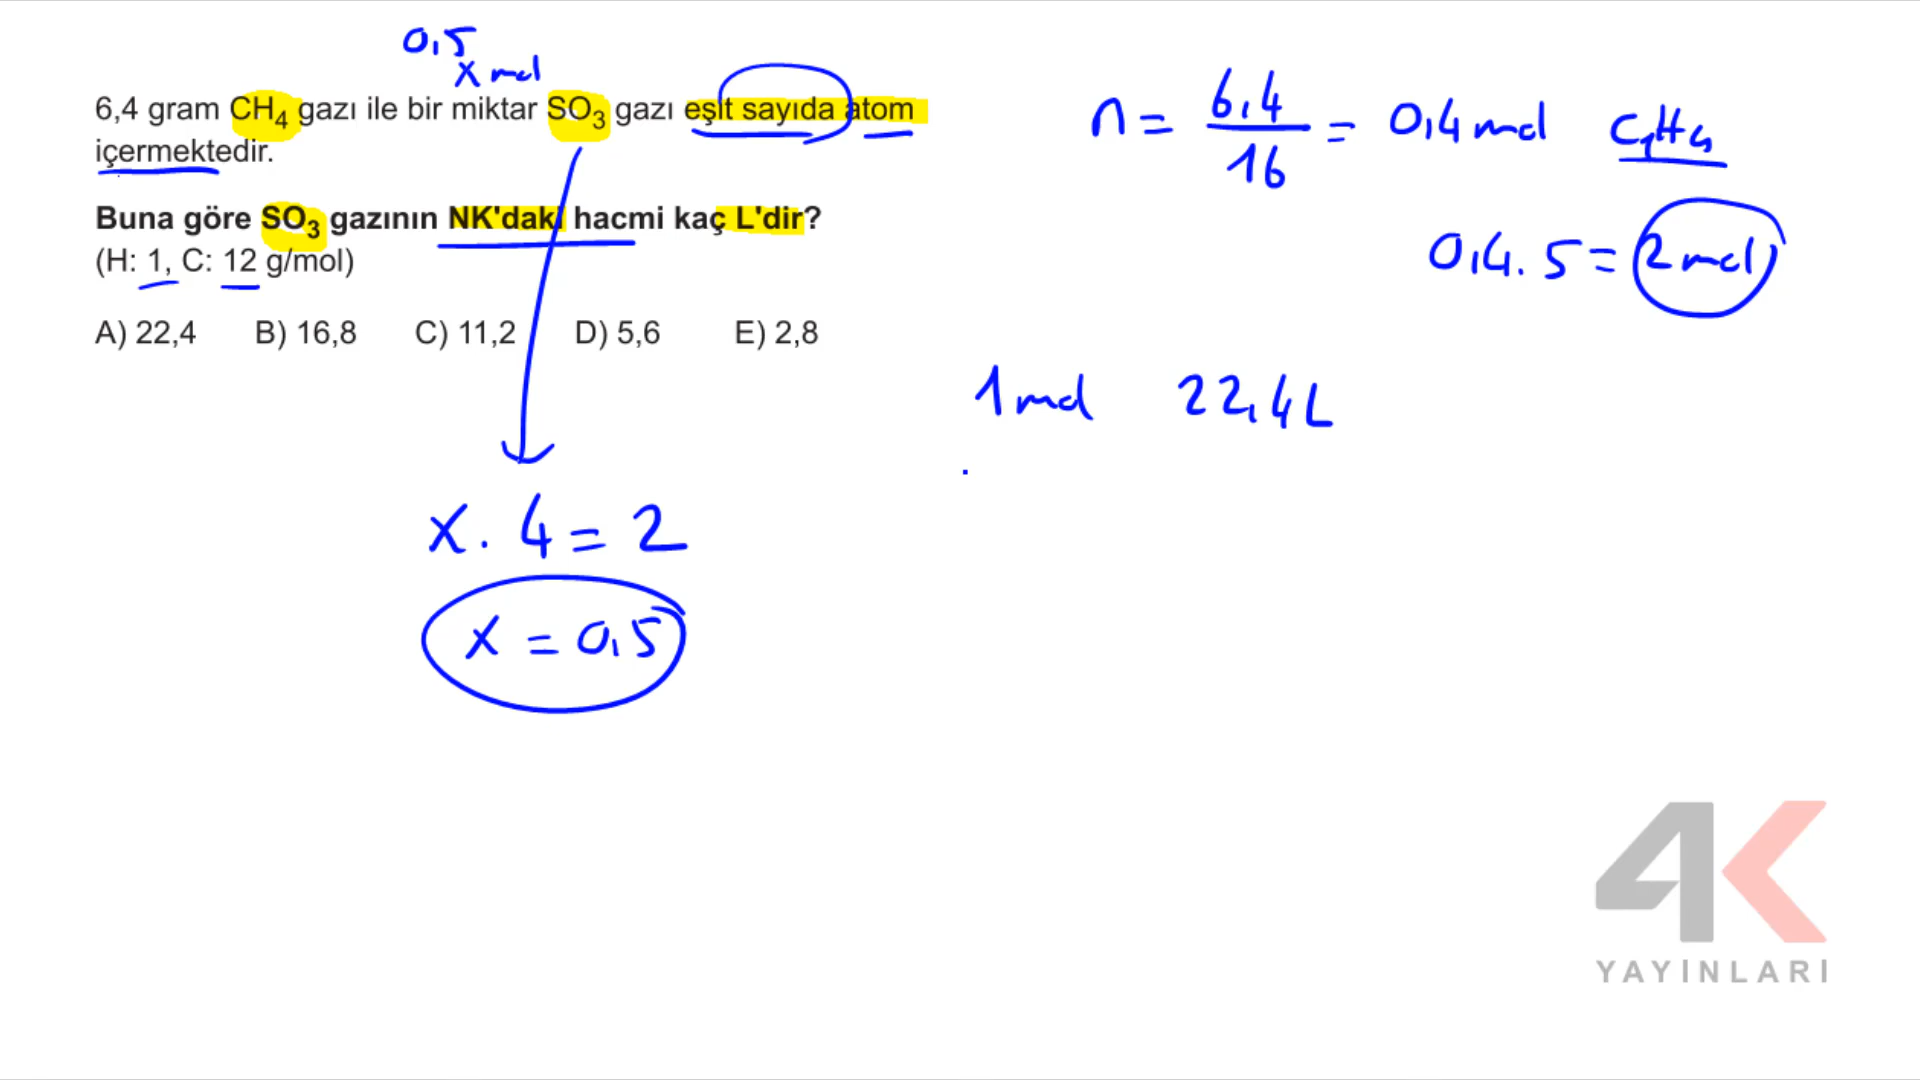 0,5
x mol
6,4 gram CH₄ gazı ile bir miktar SO₃ gazı eşit sayıda atom
içermektedir.
Buna göre SO₃ gazının NK'daki hacmi kaç L'dir?
(H: 1, C: 12 g/mol)
A) 22,4 B) 16,8 C) 11,2 D) 5,6 E) 2,8
n = 6,4 / 16 = 0,4 mol C₁H₄
0,4 . 5 = 2 mol
1 mol 22,4 L
x . 4 = 2
x = 0,5
4K
YAYINLARI